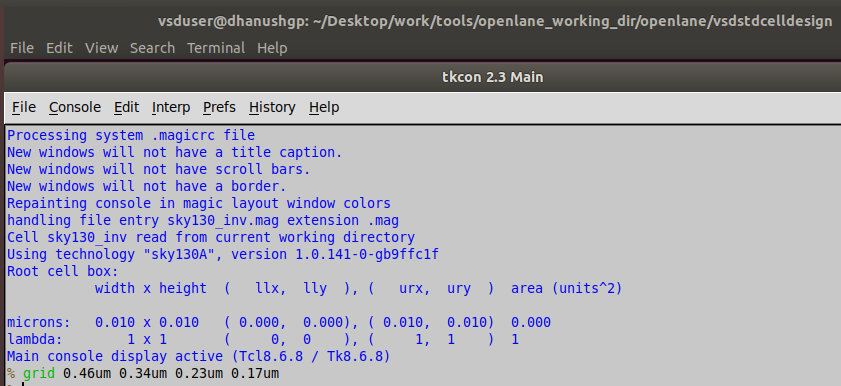 vsduser@dhanushgp: ~/Desktop/work/tools/openlane_working_dir/openlane/vsdstdcelldesign
File Edit View Search Terminal Help
tkcon 2.3 Main
File Console Edit Interp Prefs History Help
Processing system .magicrc file
New windows will not have a title caption.
New windows will not have scroll bars.
New windows will not have a border.
Repainting console in magic layout window colors
handling file entry sky130_inv.mag extension .mag
Cell sky130_inv read from current working directory
Using technology "sky130A", version 1.0.141-0-gb9ffc1f
Root cell box:
width x height ( llx, lly ), ( urx, ury ) area (units^2)
microns: 0.010 x 0.010 ( 0.000, 0.000), ( 0.010, 0.010) 0.000
lambda: 1 x 1 ( 0, 0 ), ( 1, 1 ) 1
Main console display active (Tcl8.6.8 / Tk8.6.8)
% grid 0.46um 0.34um 0.23um 0.17um